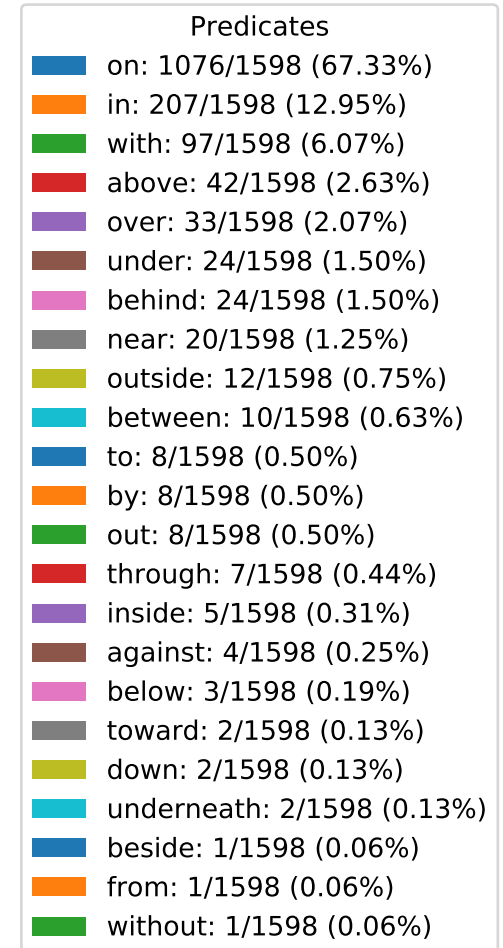 Predicates
on: 1076/1598 (67.33%)
in: 207/1598 (12.95%)
with: 97/1598 (6.07%)
above: 42/1598 (2.63%)
over: 33/1598 (2.07%)
under: 24/1598 (1.50%)
behind: 24/1598 (1.50%)
near: 20/1598 (1.25%)
outside: 12/1598 (0.75%)
between: 10/1598 (0.63%)
to: 8/1598 (0.50%)
by: 8/1598 (0.50%)
out: 8/1598 (0.50%)
through: 7/1598 (0.44%)
inside: 5/1598 (0.31%)
against: 4/1598 (0.25%)
below: 3/1598 (0.19%)
toward: 2/1598 (0.13%)
down: 2/1598 (0.13%)
underneath: 2/1598 (0.13%)
beside: 1/1598 (0.06%)
from: 1/1598 (0.06%)
without: 1/1598 (0.06%)